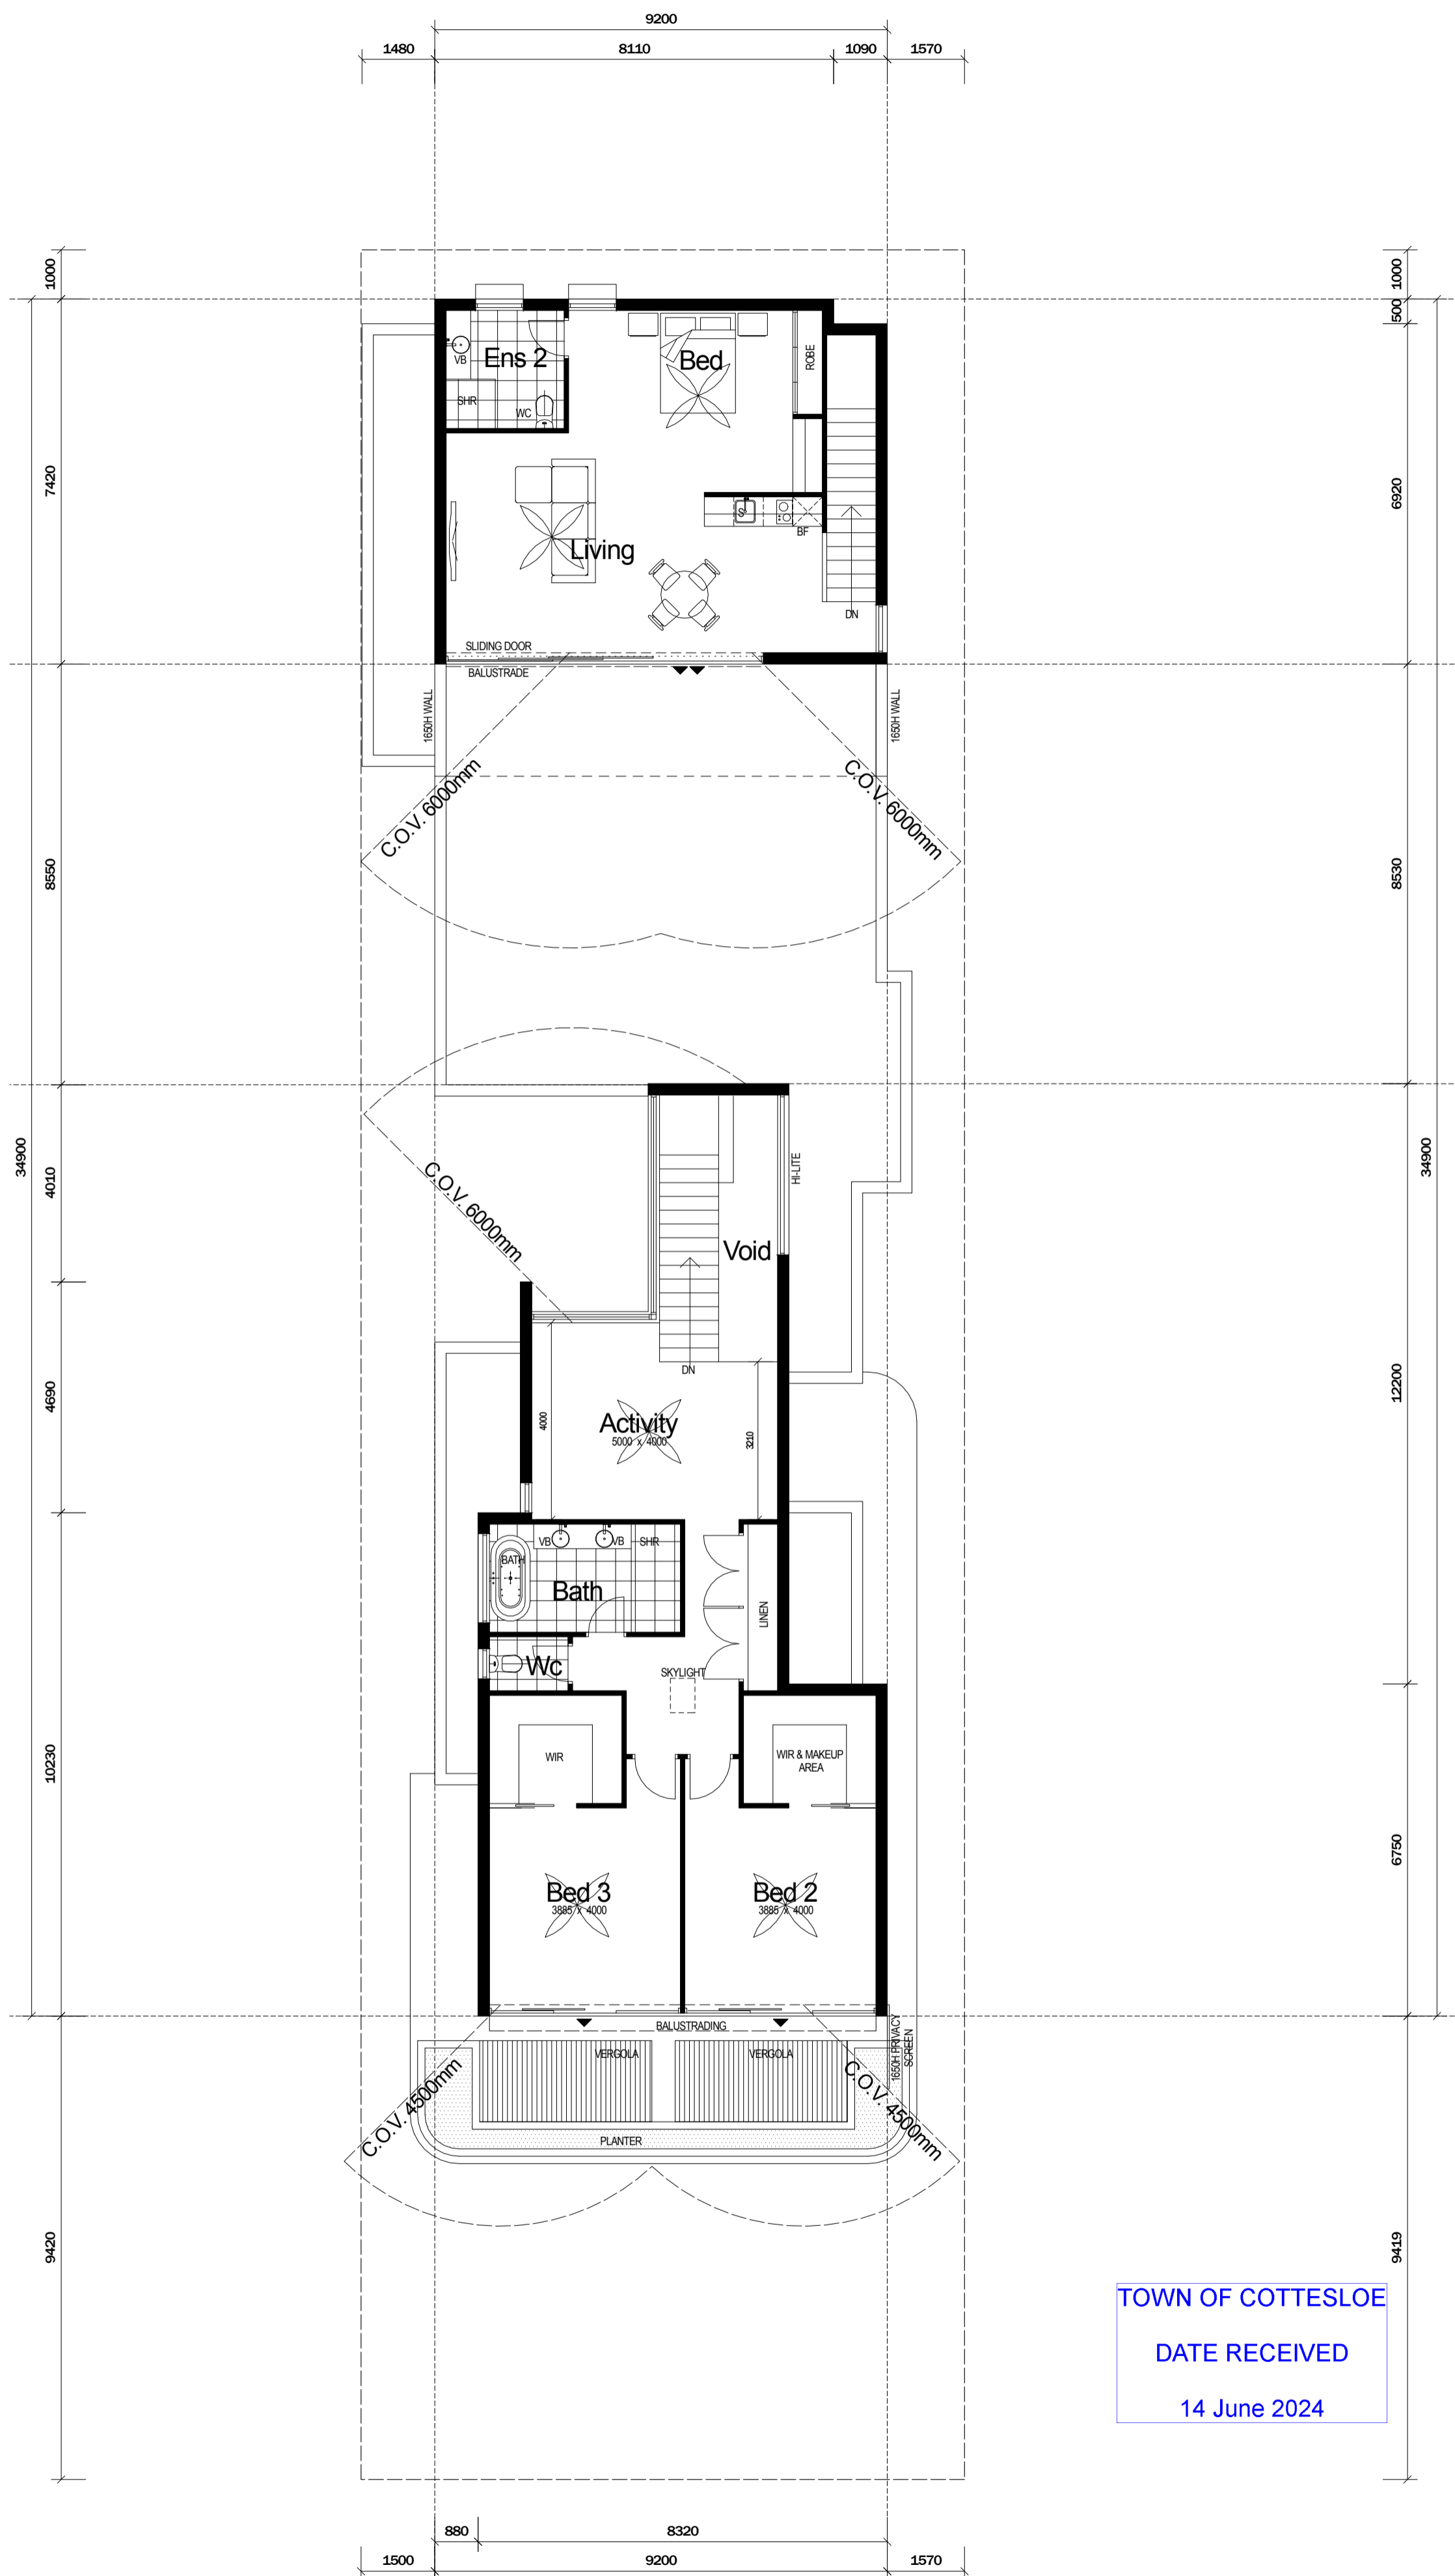 9200
1480
8110
1090
1570
1000
1000
500
Ens 2
VB
SHR
WC
Bed
ROBE
7420
6920
S
BF
Living
DN
SLIDING DOOR
BALUSTRADE
1650H WALL
1650H WALL
C.O.V. 6000mm
C.O.V. 6000mm
8550
8530
34900
34900
4010
C.O.V. 6000mm
HI-LITE
Void
DN
4690
12200
4000
Activity
5000 x 4000
3210
VB
VB
SHR
BATH
Bath
LINEN
Wc
SKYLIGHT
10230
WIR
WIR & MAKEUP
AREA
6750
Bed 3
3885 x 4000
Bed 2
3885 x 4000
BALUSTRADING
1650H PRIVACY
SCREEN
VERGOLA
VERGOLA
C.O.V. 4500mm
C.O.V. 4500mm
PLANTER
9420
9419
TOWN OF COTTESLOE
DATE RECEIVED
14 June 2024
880
8320
1500
9200
1570